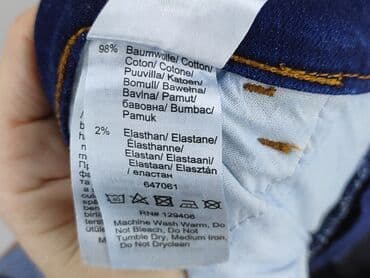 98% Baumwolle/ Cotton/
Coton/ Cotone/
Puuvilla/ Katoen/
Bomull/ Bawełna/
Bavlna/ Pamut/
бавовна/ Bumbac/
Pamuk
2% Elasthan/ Elastane/
Élasthanne/
Elastan/ Elastaani/
Elastaan/ Elasztán
/ еластан
647061
RN# 129406
Machine Wash Warm, Do
Not Bleach, Do Not
Tumble Dry, Medium Iron,
Do Not Dryclean